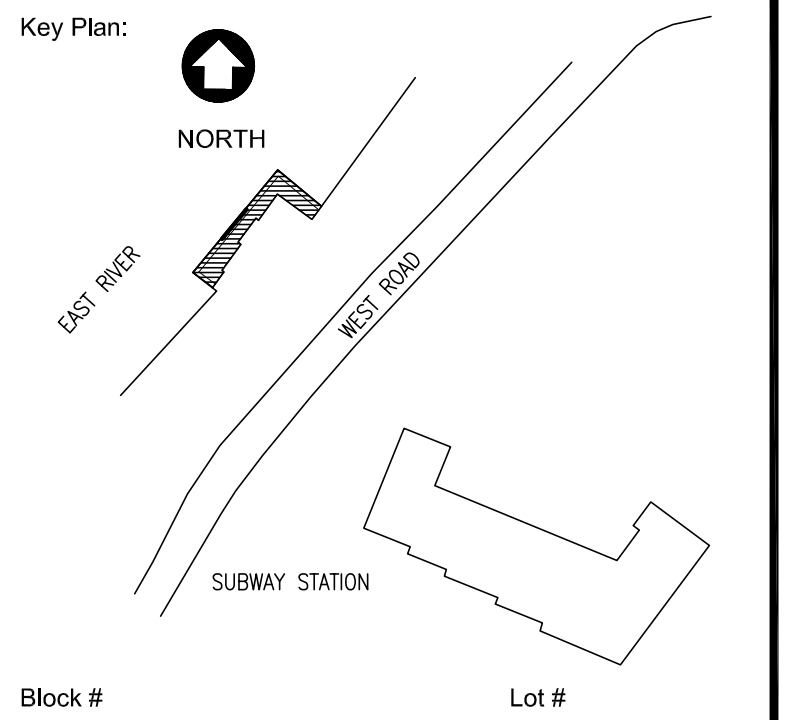 Key Plan:
NORTH
EAST RIVER
WEST ROAD
SUBWAY STATION
Block #
Lot #